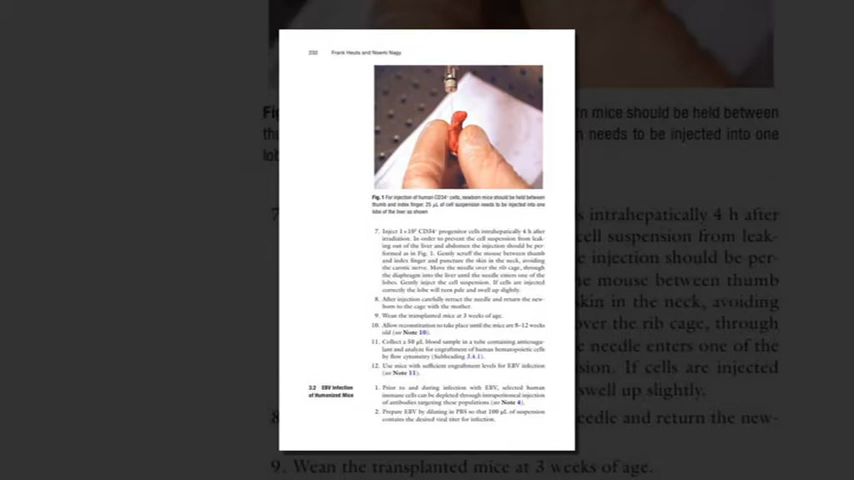 232 Frank Heuts and Noemi Nagy
Fig. 1 For injection of human CD34⁺ cells, newborn mice should be held between
thumb and index finger. 25 μL of cell suspension needs to be injected into one
lobe of the liver as shown
7. Inject 1×10⁵ CD34⁺ progenitor cells intrahepatically 4 h after
irradiation. In order to prevent the cell suspension from leak-
ing out of the liver and abdomen the injection should be per-
formed as in Fig. 1. Gently scruff the mouse between thumb
and index finger and puncture the skin in the neck, avoiding
the carotic nerve. Move the needle over the rib cage, through
the diaphragm into the liver until the needle enters one of the
lobes. Gently inject the cell suspension. If cells are injected
correctly the lobe will turn pale and swell up slightly.
8. After injection carefully retract the needle and return the new-
born to the cage with the mother.
9. Wean the transplanted mice at 3 weeks of age.
10. Allow reconstitution to take place until the mice are 8–12 weeks
old (see Note 10).
11. Collect a 50 μL blood sample in a tube containing anticoagu-
lant and analyze for engraftment of human hematopoietic cells
by flow cytometry (Subheading 3.4.1).
12. Use mice with sufficient engraftment levels for EBV infection
(see Note 11).
3.2 EBV Infection
of Humanized Mice
1. Prior to and during infection with EBV, selected human
immune cells can be depleted through intraperitoneal injection
of antibodies targeting these populations (see Note 4).
2. Prepare EBV by diluting in PBS so that 100 μL of suspension
contains the desired viral titer for infection.
Fig
thu
lob
7
8
9. Wean the transplanted mice at 3 weeks of age.
n mice should be held between
n needs to be injected into one
s intrahepatically 4 h after
cell suspension from leak-
e injection should be per-
he mouse between thumb
skin in the neck, avoiding
over the rib cage, through
e needle enters one of the
sion. If cells are injected
swell up slightly.
edle and return the new-